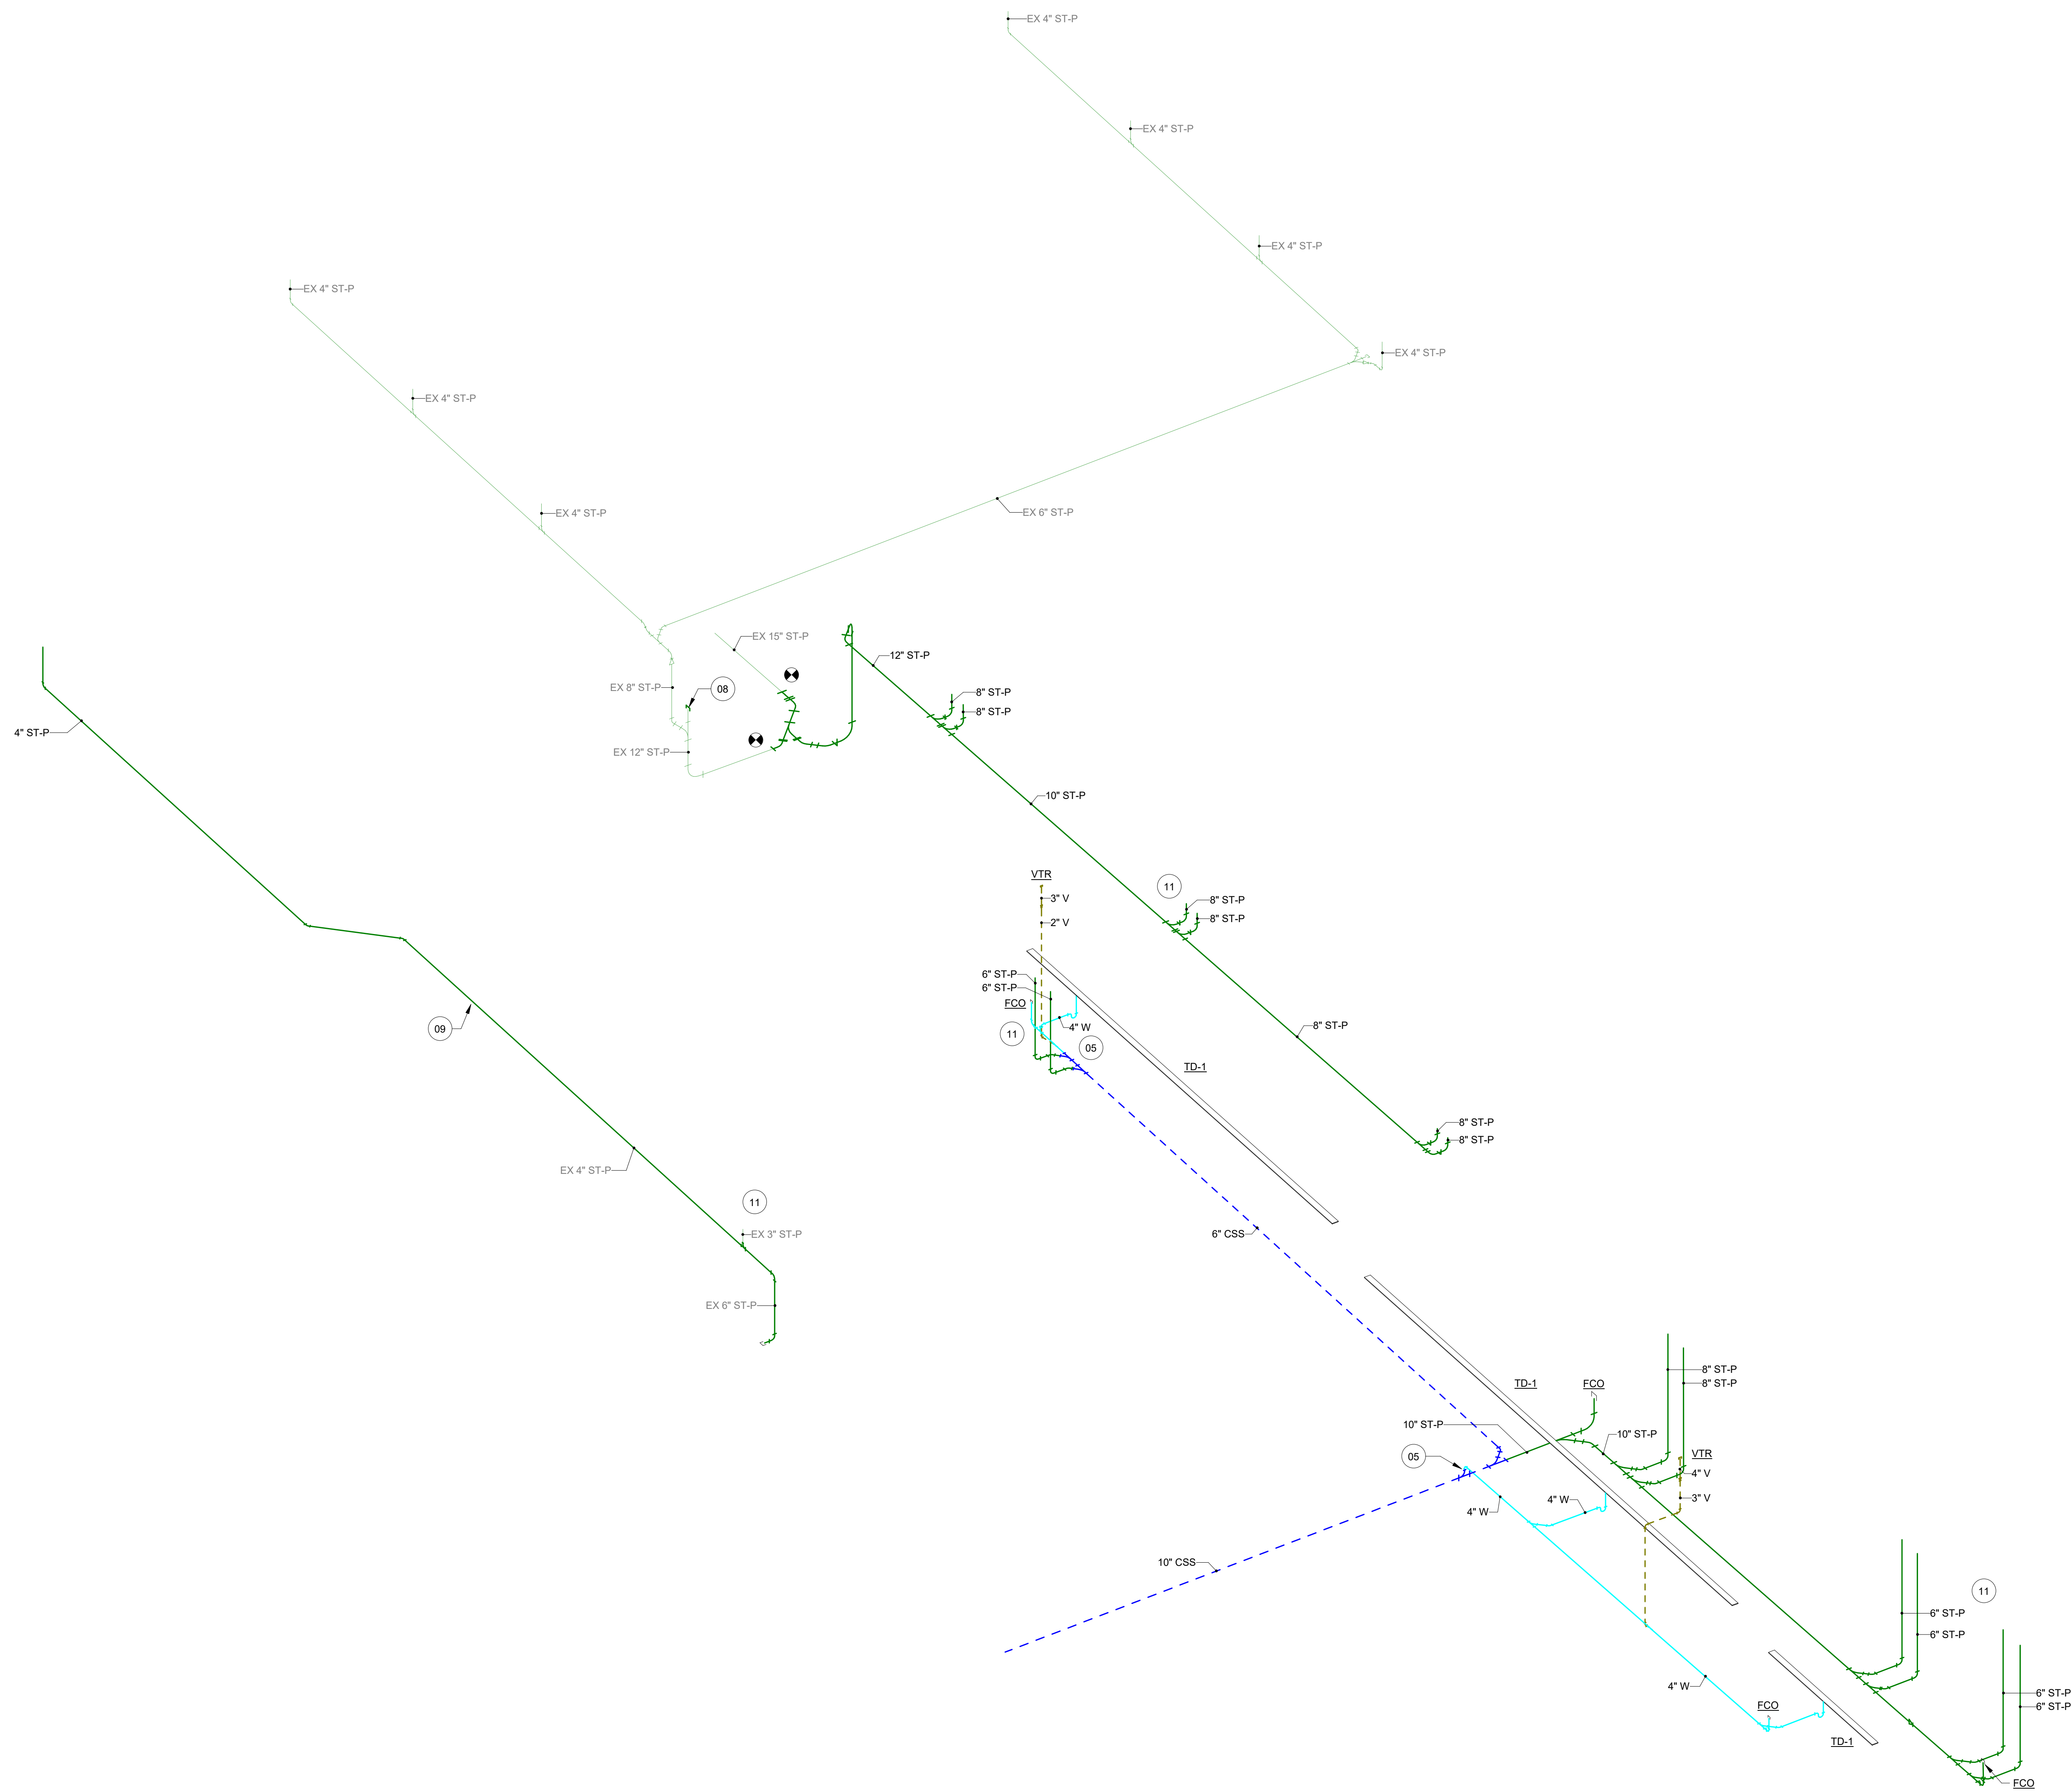 EX 4" ST-P
EX 4" ST-P
EX 4" ST-P
EX 4" ST-P
EX 4" ST-P
EX 4" ST-P
EX 6" ST-P
EX 4" ST-P
EX 15" ST-P
12" ST-P
EX 8" ST-P
08
8" ST-P
8" ST-P
4" ST-P
EX 12" ST-P
10" ST-P
VTR
11
3" V
8" ST-P
8" ST-P
2" V
6" ST-P
6" ST-P
FCO
4" W
8" ST-P
09
11
05
TD-1
8" ST-P
8" ST-P
EX 4" ST-P
11
EX 3" ST-P
6" CSS
EX 6" ST-P
8" ST-P
TD-1
FCO
8" ST-P
10" ST-P
10" ST-P
05
VTR
4" V
4" W
3" V
4" W
10" CSS
11
6" ST-P
6" ST-P
4" W
6" ST-P
FCO
6" ST-P
TD-1
FCO